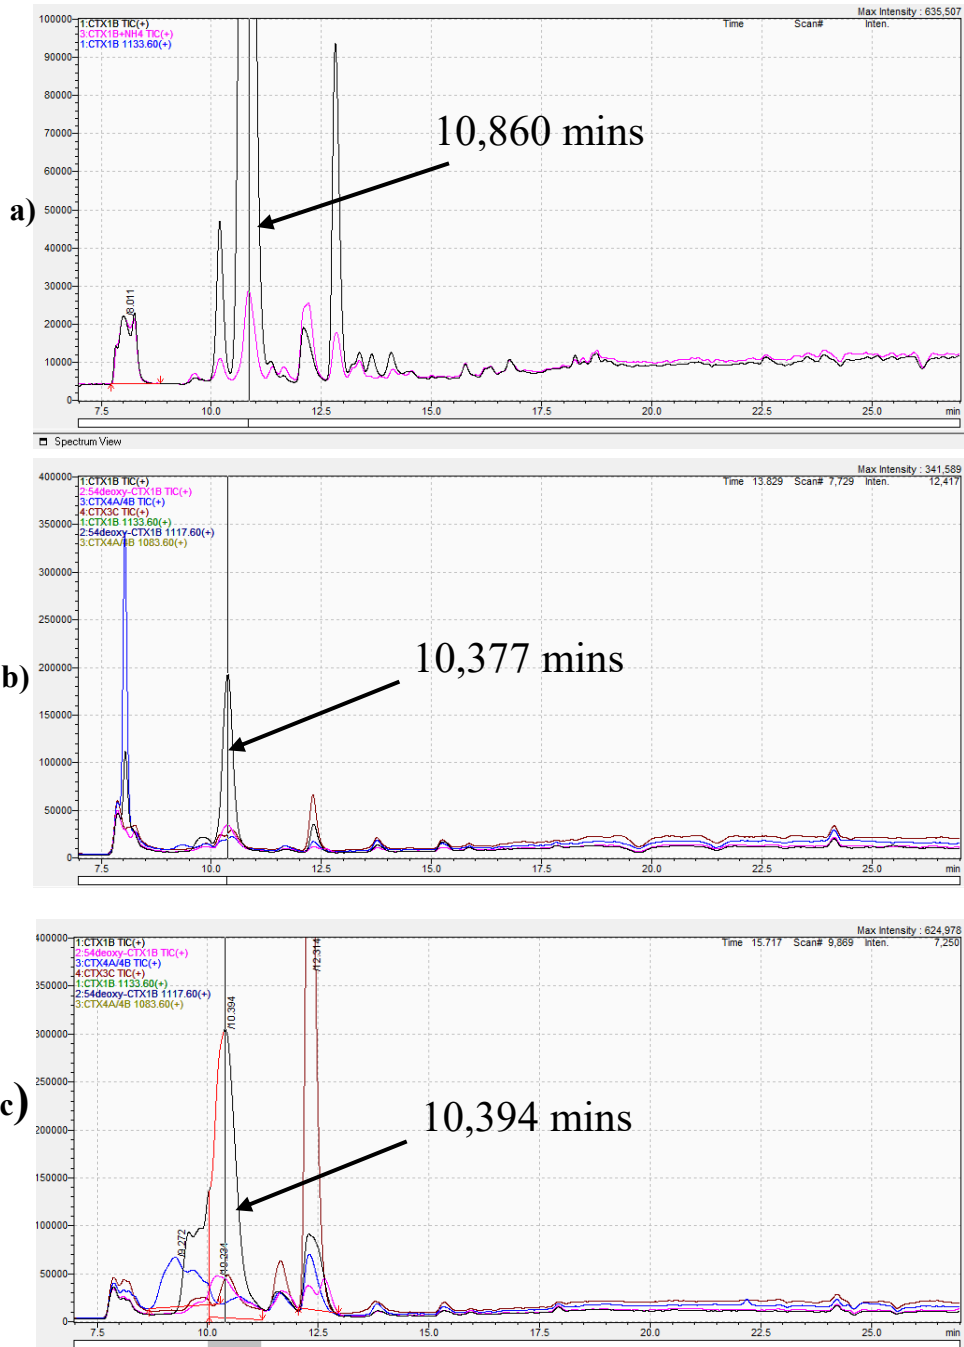 Max Intensity : 635,507
1:CTX1B TIC(+)
Time Scan# Inten.
3:CTX1B+NH4 TIC(+)
1:CTX1B 1133.60(+)
100000
90000
80000
70000
60000
50000
40000
30000
20000
10000
0
a)
10,860 mins
/8.011
7.5 10.0 12.5 15.0 17.5 20.0 22.5 25.0 min
Spectrum View
Max Intensity : 341,589
1:CTX1B TIC(+)
Time 13.829 Scan# 7,729 Inten. 12,417
2:54deoxy-CTX1B TIC(+)
3:CTX4A/4B TIC(+)
4:CTX3C TIC(+)
1:CTX1B 1133.60(+)
2:54deoxy-CTX1B 1117.60(+)
3:CTX4A/4B 1083.60(+)
400000
350000
300000
250000
200000
150000
100000
50000
0
b)
10,377 mins
7.5 10.0 12.5 15.0 17.5 20.0 22.5 25.0 min
Max Intensity : 624,978
1:CTX1B TIC(+)
Time 15.717 Scan# 9,869 Inten. 7,250
2:54deoxy-CTX1B TIC(+)
3:CTX4A/4B TIC(+)
4:CTX3C TIC(+)
1:CTX1B 1133.60(+)
2:54deoxy-CTX1B 1117.60(+)
3:CTX4A/4B 1083.60(+)
400000
350000
300000
250000
200000
150000
100000
50000
0
c)
10,394 mins
/9.272
/10.394
/12.314
7.5 10.0 12.5 15.0 17.5 20.0 22.5 25.0 min